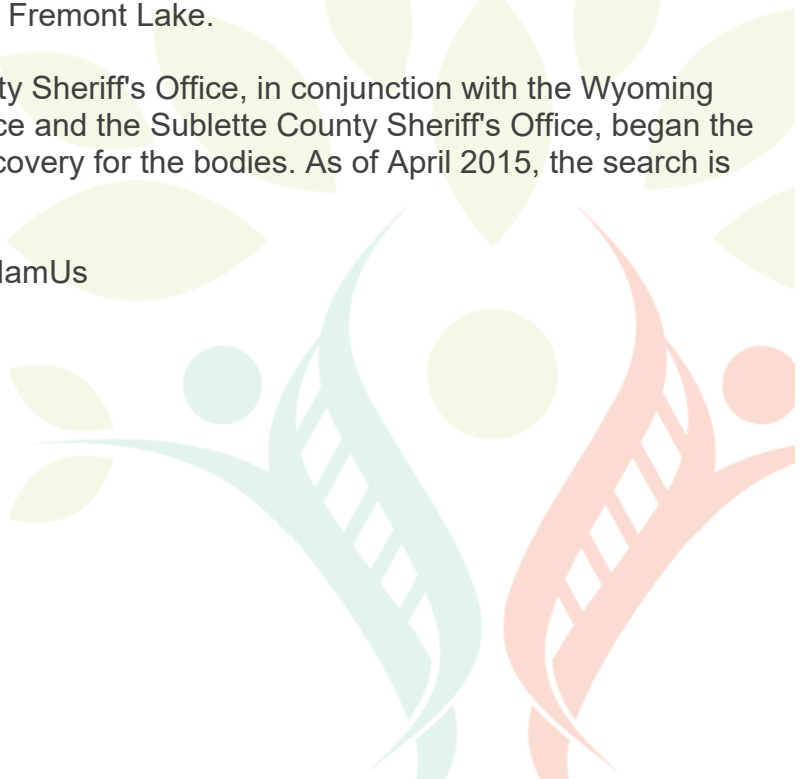 Fremont Lake.
ty Sheriff's Office, in conjunction with the Wyoming
ce and the Sublette County Sheriff's Office, began the
covery for the bodies. As of April 2015, the search is
lamUs